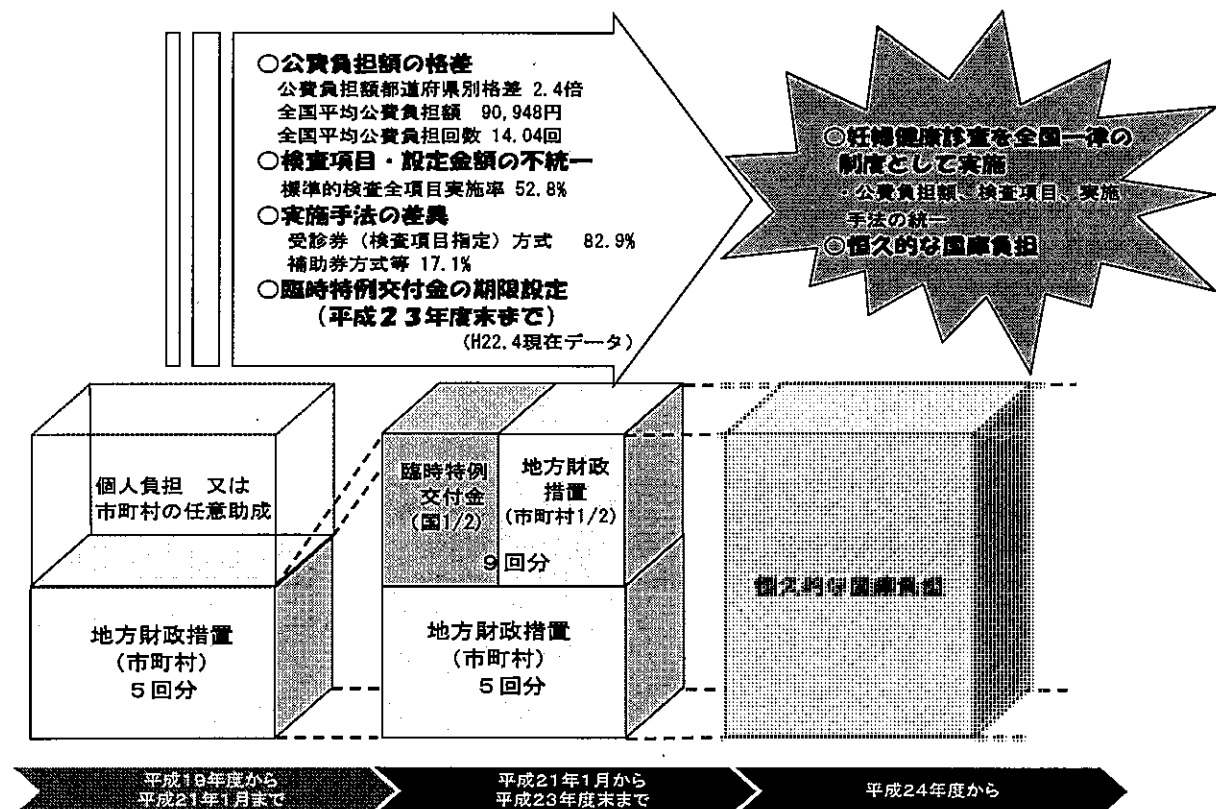 ○公費負担額の格差
公費負担額都道府県別格差 2.4倍
全国平均公費負担額 90,948円
全国平均公費負担回数 14.04回
○検査項目・設定金額の不統一
標準的検査全項目実施率 52.8%
○実施手法の差異
受診券（検査項目指定）方式 82.9%
補助券方式等 17.1%
○臨時特例交付金の期限設定
（平成２３年度末まで）
(H22.4現在データ)
○妊婦健康診査を全国一律の
制度として実施
・公費負担額、検査項目、実施
手法の統一
○恒久的な国庫負担
個人負担 又は
市町村の任意助成
地方財政措置
(市町村)
５回分
臨時特例
交付金
(国1/2)
地方財政
措置
(市町村1/2)
９回分
地方財政措置
(市町村)
５回分
恒久的な国庫負担
平成19年度から
平成21年1月まで
平成21年1月から
平成23年度末まで
平成24年度から